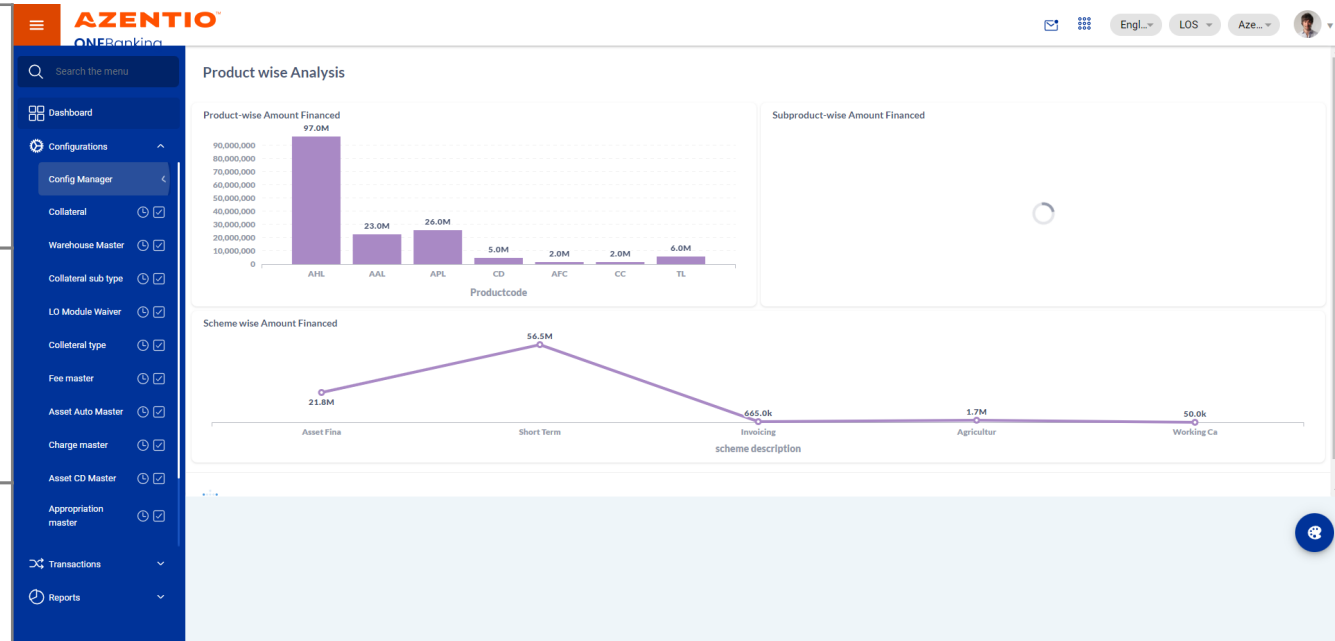 AZENTIO
ONEBanking
Engl...
LOS
Aze...
Search the menu
Dashboard
Configurations
Config Manager
Collateral
Warehouse Master
Collateral sub type
LO Module Waiver
Colleteral type
Fee master
Asset Auto Master
Charge master
Asset CD Master
Appropriation
master
Transactions
Reports
Product wise Analysis
Product-wise Amount Financed
97.0M
90,000,000
80,000,000
70,000,000
60,000,000
50,000,000
40,000,000
30,000,000
20,000,000
10,000,000
0
23.0M
26.0M
5.0M
2.0M
2.0M
6.0M
AHL
AAL
APL
CD
AFC
CC
TL
Productcode
Subproduct-wise Amount Financed
Scheme wise Amount Financed
21.8M
56.5M
665.0k
1.7M
50.0k
Asset Fina
Short Term
Invoicing
Agricultur
Working Ca
scheme description